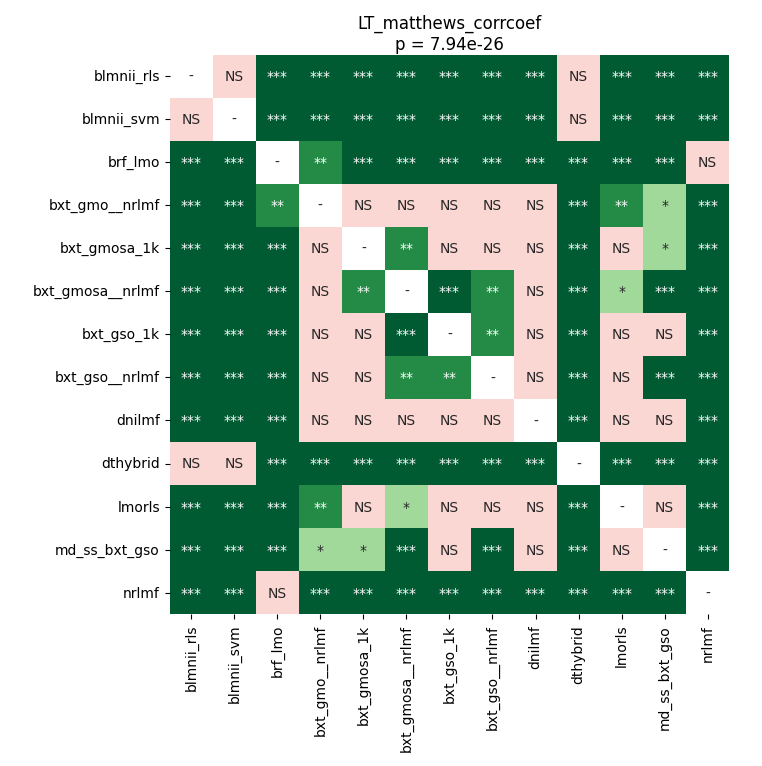 LT_matthews_corrcoef
p = 7.94e-26
blmnii_rls - NS *** *** *** *** *** *** *** NS *** *** ***
blmnii_svm NS - *** *** *** *** *** *** *** NS *** *** ***
brf_lmo *** *** - ** *** *** *** *** *** *** *** *** NS
bxt_gmo__nrlmf *** *** ** - NS NS NS NS NS *** ** * ***
bxt_gmosa_1k *** *** *** NS - ** NS NS NS *** NS * ***
bxt_gmosa__nrlmf *** *** *** NS ** - *** ** NS *** * *** ***
bxt_gso_1k *** *** *** NS NS *** - ** NS *** NS NS ***
bxt_gso__nrlmf *** *** *** NS NS ** ** - NS *** NS *** ***
dnilmf *** *** *** NS NS NS NS NS - *** NS NS ***
dthybrid NS NS *** *** *** *** *** *** *** - *** *** ***
lmorls *** *** *** ** NS * NS NS NS *** - NS ***
md_ss_bxt_gso *** *** *** * * *** NS *** NS *** NS - ***
nrlmf *** *** NS *** *** *** *** *** *** *** *** *** -
blmnii_rls
blmnii_svm
brf_lmo
bxt_gmo__nrlmf
bxt_gmosa_1k
bxt_gmosa__nrlmf
bxt_gso_1k
bxt_gso__nrlmf
dnilmf
dthybrid
lmorls
md_ss_bxt_gso
nrlmf